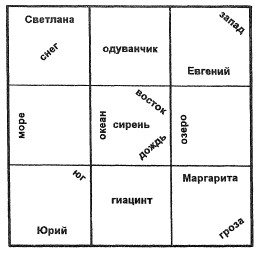 Светлана
снег
одуванчик
запад
Евгений
море
океан
восток
сирень
дождь
озеро
юг
Юрий
гиацинт
Маргарита
гроза